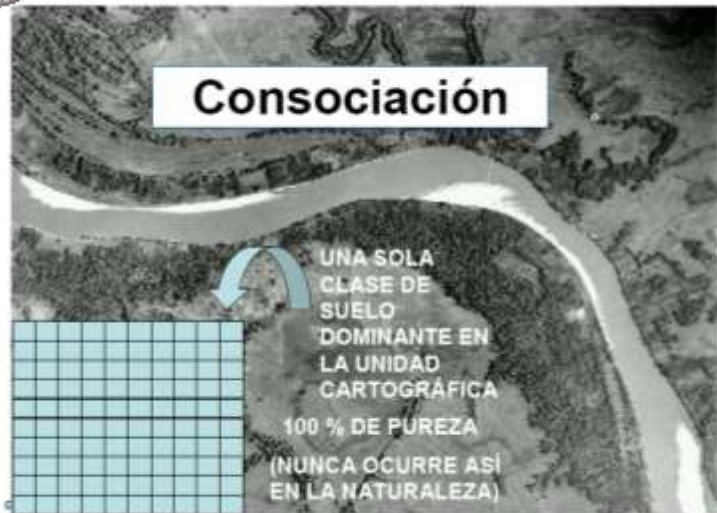 Consociación
UNA SOLA
CLASE DE
SUELO
DOMINANTE EN
LA UNIDAD
CARTOGRÁFICA
100 % DE PUREZA
(NUNCA OCURRE ASÍ
EN LA NATURALEZA)